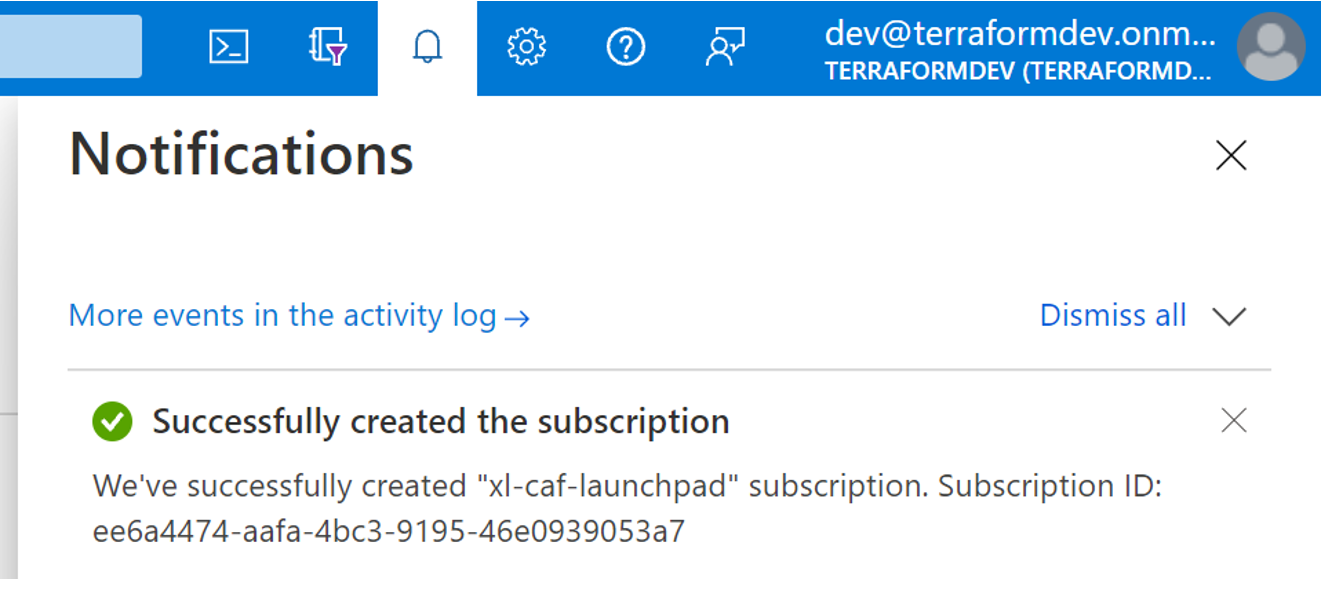 dev@terraformdev.onm...
TERRAFORMDEV (TERRAFORMD...
Notifications
More events in the activity log→
Dismiss all
Successfully created the subscription
We've successfully created "xl-caf-launchpad" subscription. Subscription ID:
ee6a4474-aafa-4bc3-9195-46e0939053a7